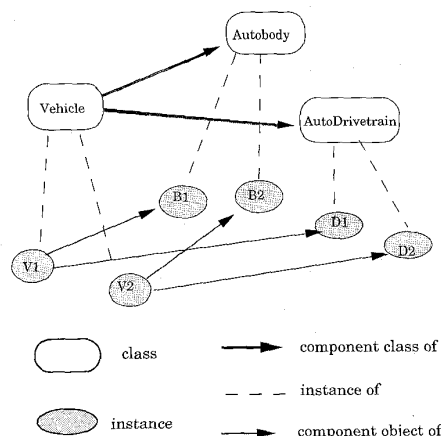 Autobody
Vehicle
AutoDrivetrain
B1
B2
D1
D2
V1
V2
class
component class of
instance of
instance
component object of